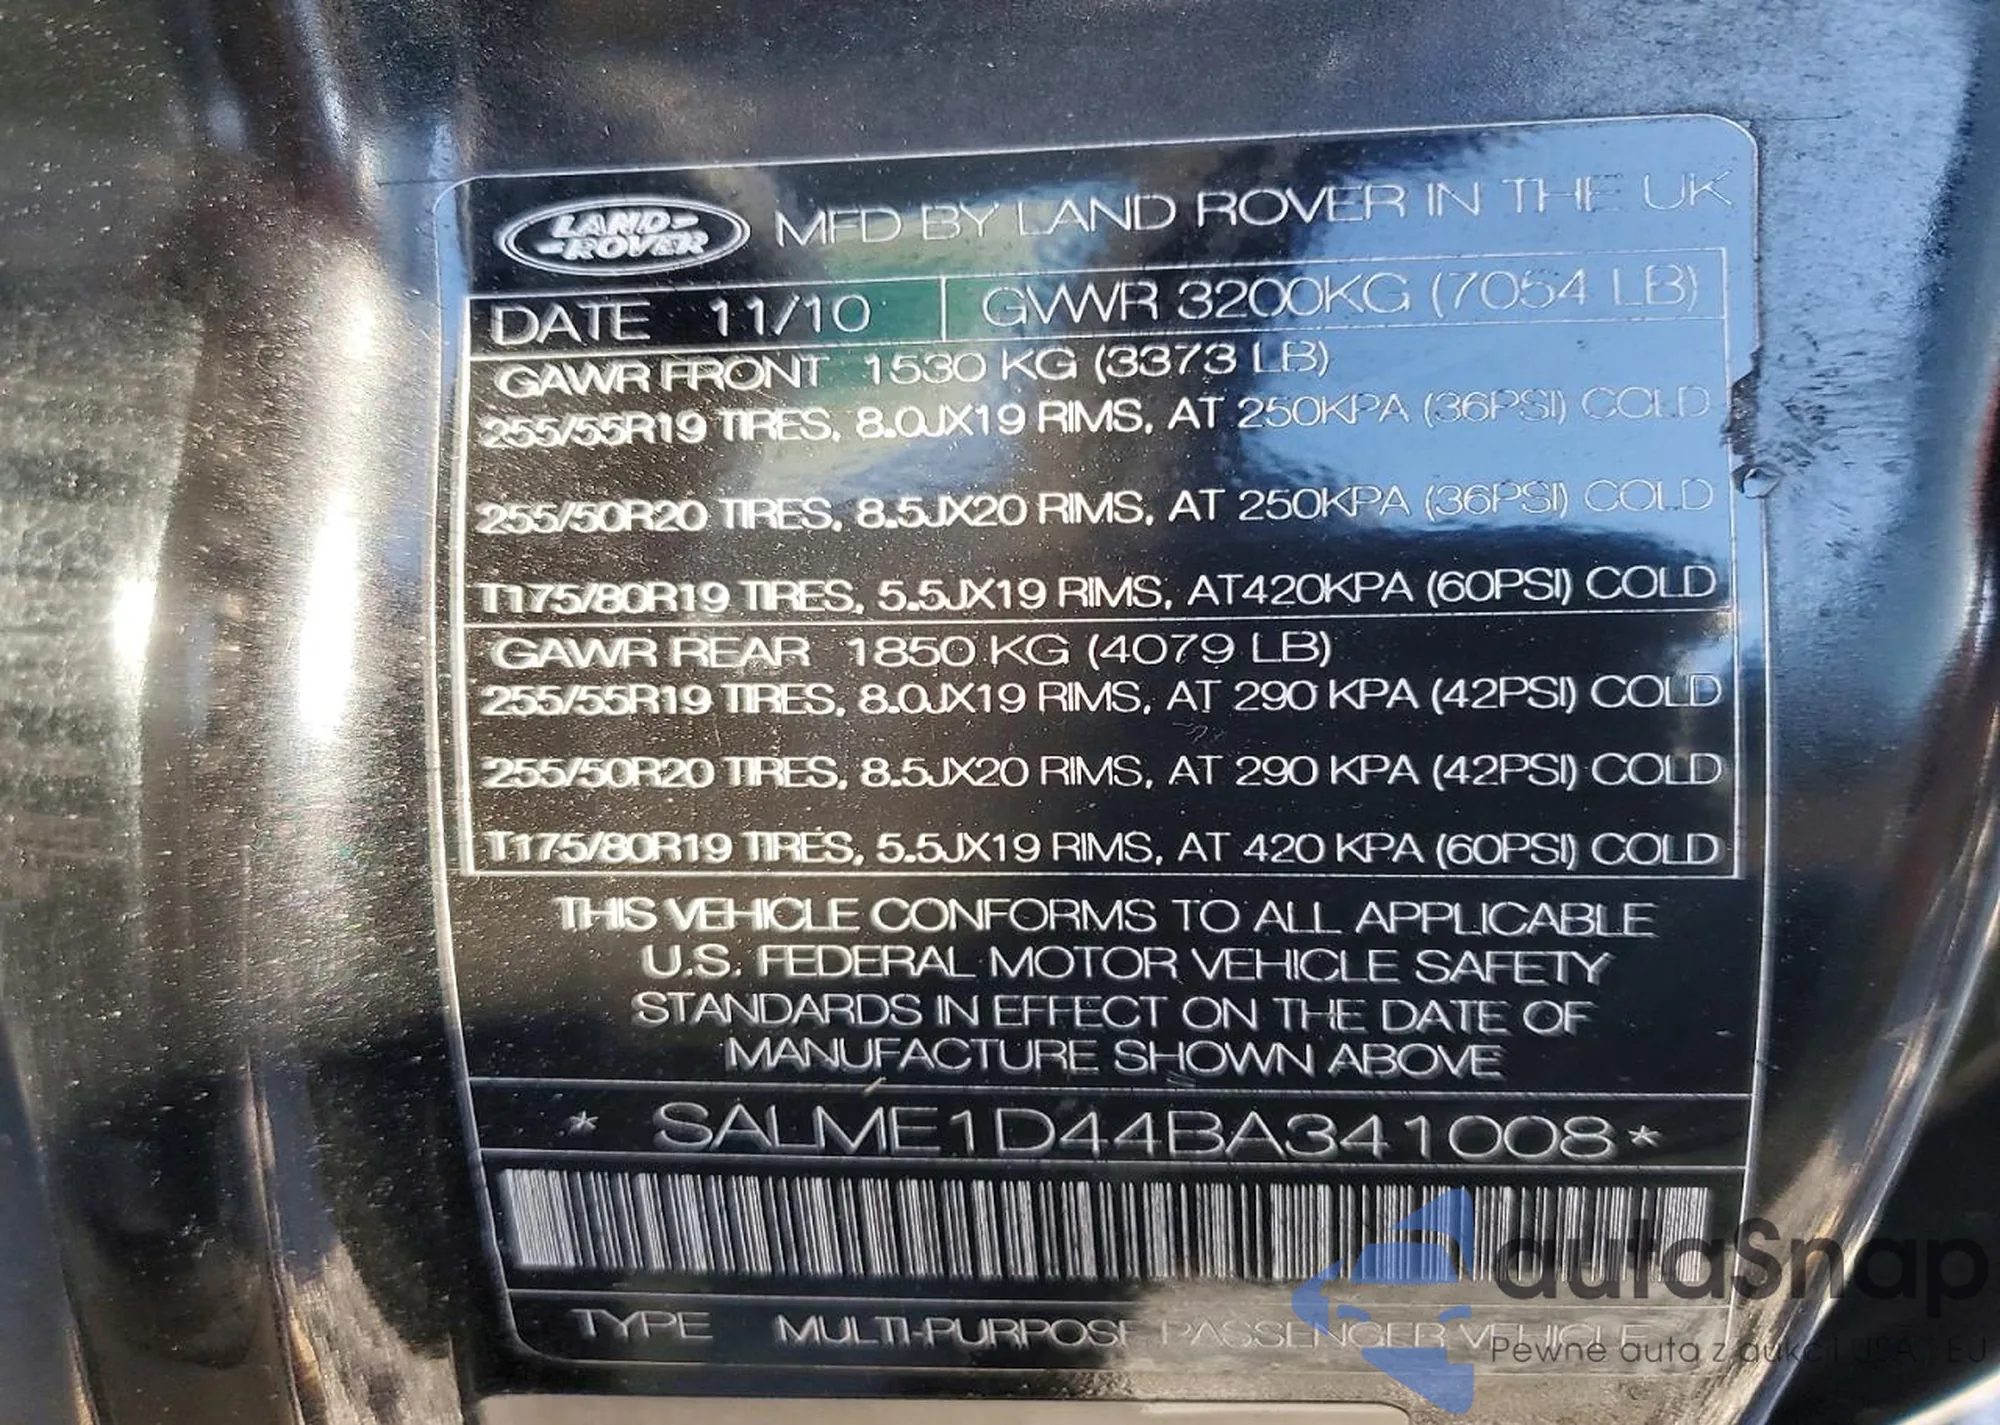 LAND-
-ROVER
MFD BY LAND ROVER IN THE UK
DATE 11/10 GVWR 3200KG (7054 LB)
GAWR FRONT 1530 KG (3373 LB)
255/55R19 TIRES, 8.0JX19 RIMS, AT 250KPA (36PSI) COLD
255/50R20 TIRES, 8.5JX20 RIMS, AT 250KPA (36PSI) COLD
T175/80R19 TIRES, 5.5JX19 RIMS, AT420KPA (60PSI) COLD
GAWR REAR 1850 KG (4079 LB)
255/55R19 TIRES, 8.0JX19 RIMS, AT 290 KPA (42PSI) COLD
255/50R20 TIRES, 8.5JX20 RIMS, AT 290 KPA (42PSI) COLD
T175/80R19 TIRES, 5.5JX19 RIMS, AT 420 KPA (60PSI) COLD
THIS VEHICLE CONFORMS TO ALL APPLICABLE
U.S. FEDERAL MOTOR VEHICLE SAFETY
STANDARDS IN EFFECT ON THE DATE OF
MANUFACTURE SHOWN ABOVE
* SALME1D44BA341008 *
TYPE MULTI-PURPOSE PASSENGER VEHICLE
autaSnap
Pewne auta z aukcji USA, EU